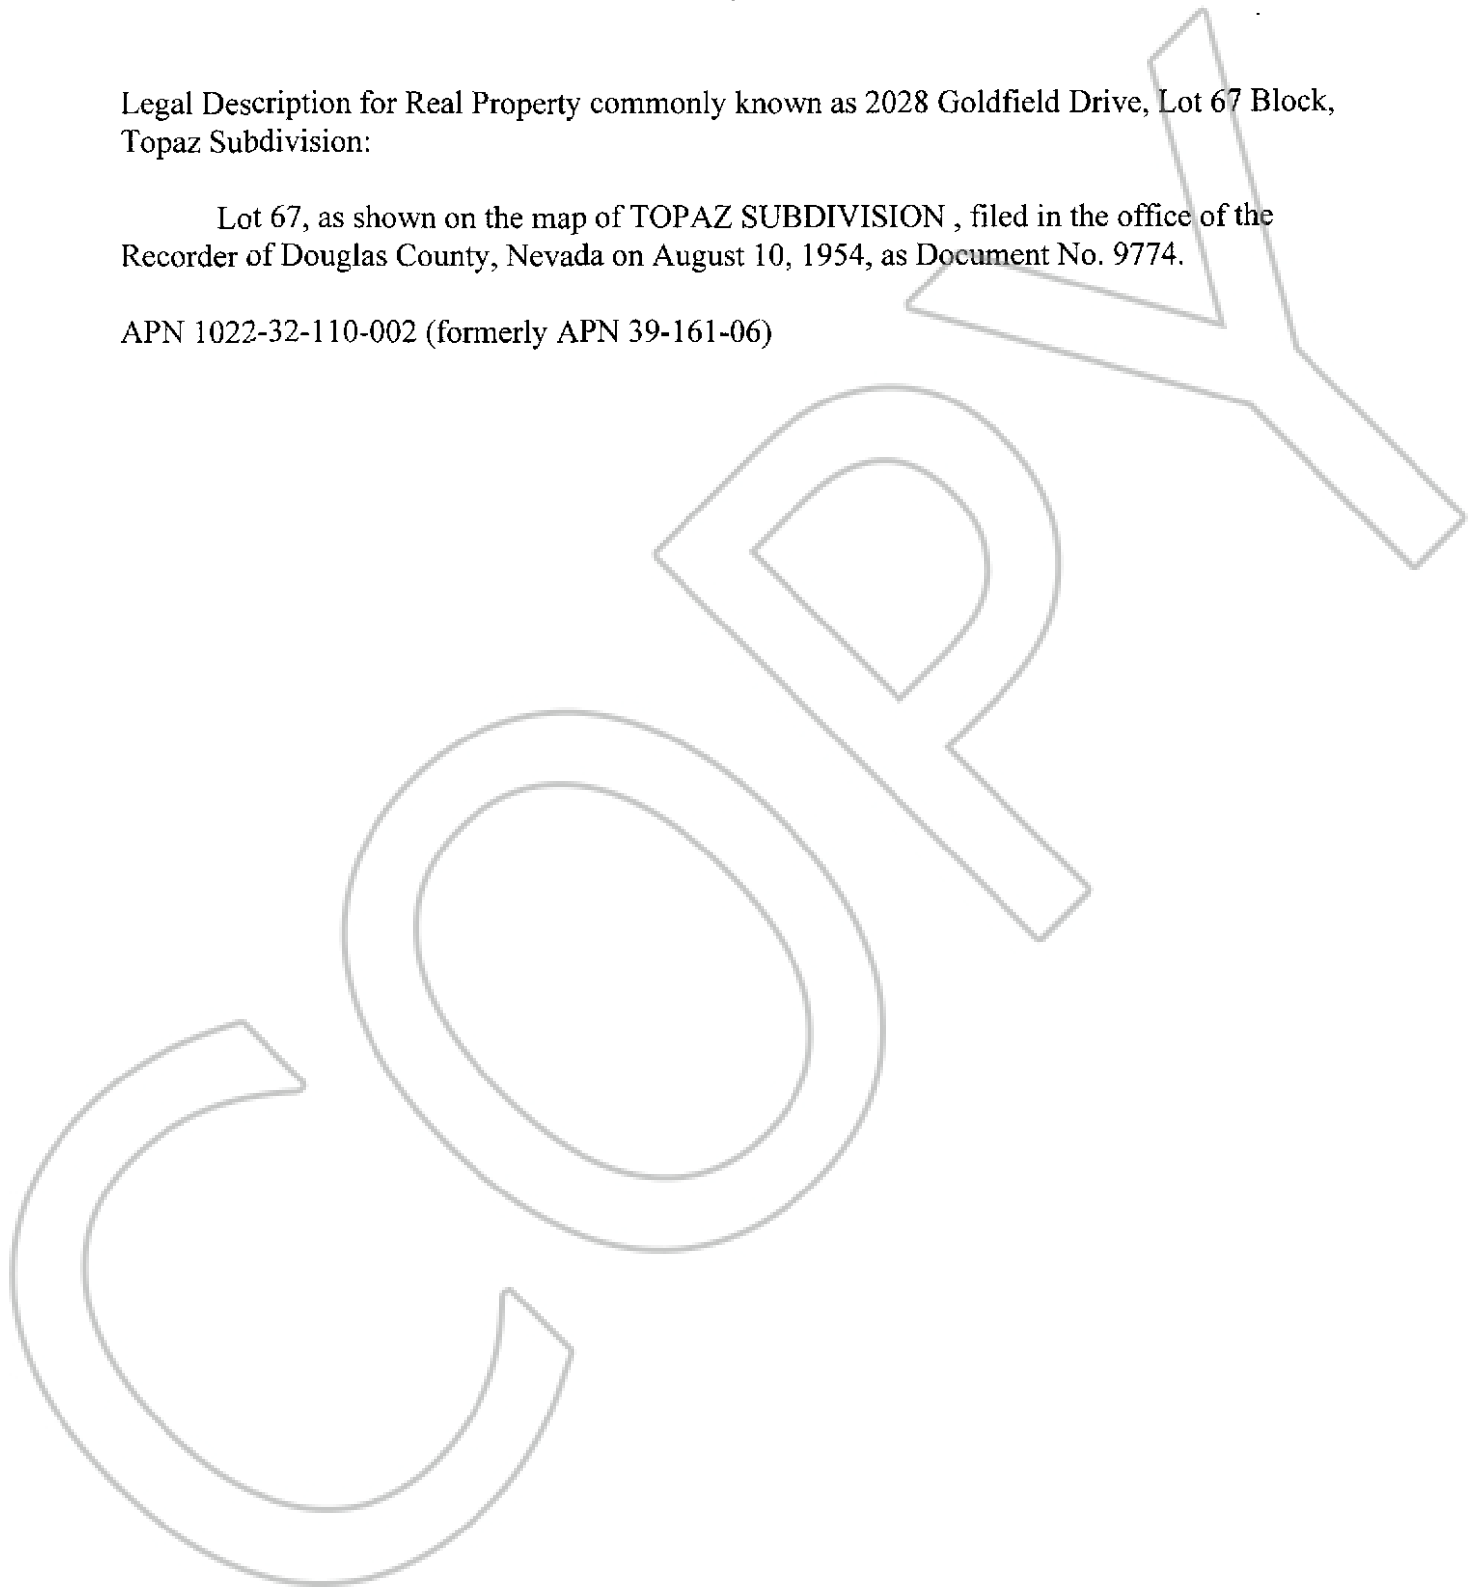 Legal Description for Real Property commonly known as 2028 Goldfield Drive, Lot 67 Block,
Topaz Subdivision:
Lot 67, as shown on the map of TOPAZ SUBDIVISION , filed in the office of the
Recorder of Douglas County, Nevada on August 10, 1954, as Document No. 9774.
APN 1022-32-110-002 (formerly APN 39-161-06)
COPY